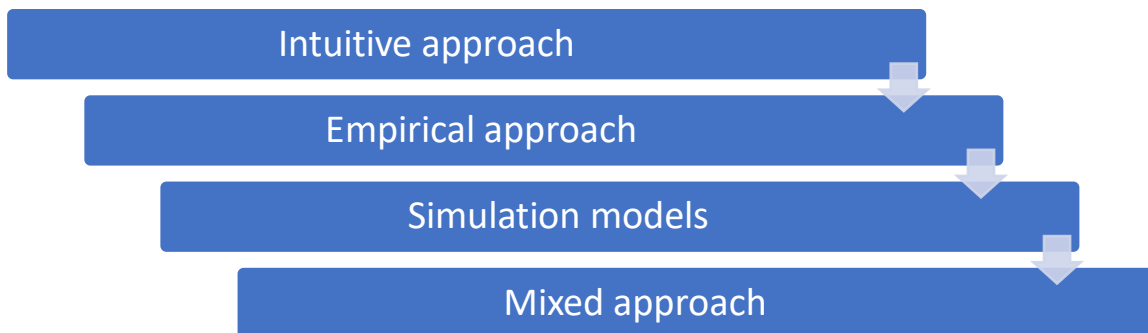 Intuitive approach
Empirical approach
Simulation models
Mixed approach